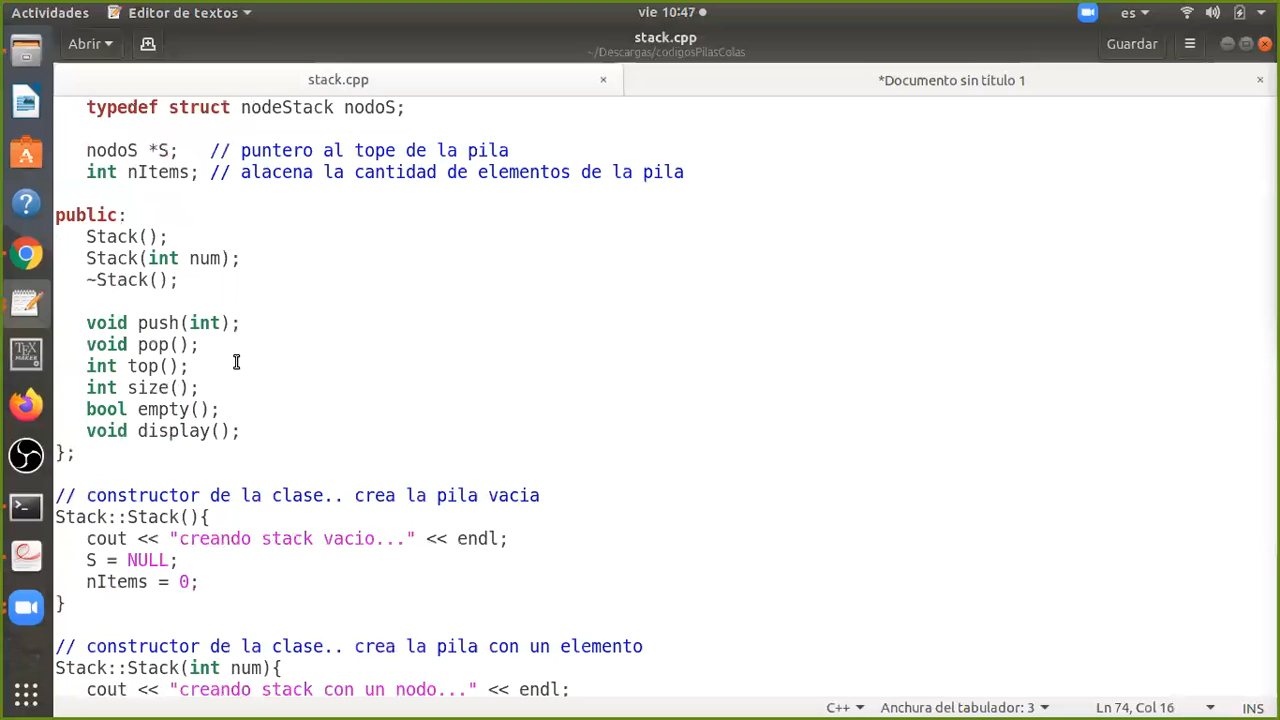 Actividades Editor de textos vie 10:47 es
Abrir stack.cpp Guardar
~/Descargas/codigosPilasColas
stack.cpp × *Documento sin título 1 ×
typedef struct nodeStack nodoS;
nodoS *S; // puntero al tope de la pila
int nItems; // alacena la cantidad de elementos de la pila
public:
Stack();
Stack(int num);
~Stack();
void push(int);
void pop();
int top();
int size();
bool empty();
void display();
};
// constructor de la clase.. crea la pila vacia
Stack::Stack(){
cout << "creando stack vacio..." << endl;
S = NULL;
nItems = 0;
}
// constructor de la clase.. crea la pila con un elemento
Stack::Stack(int num){
cout << "creando stack con un nodo..." << endl;
C++ Anchura del tabulador: 3 Ln 74, Col 16 INS